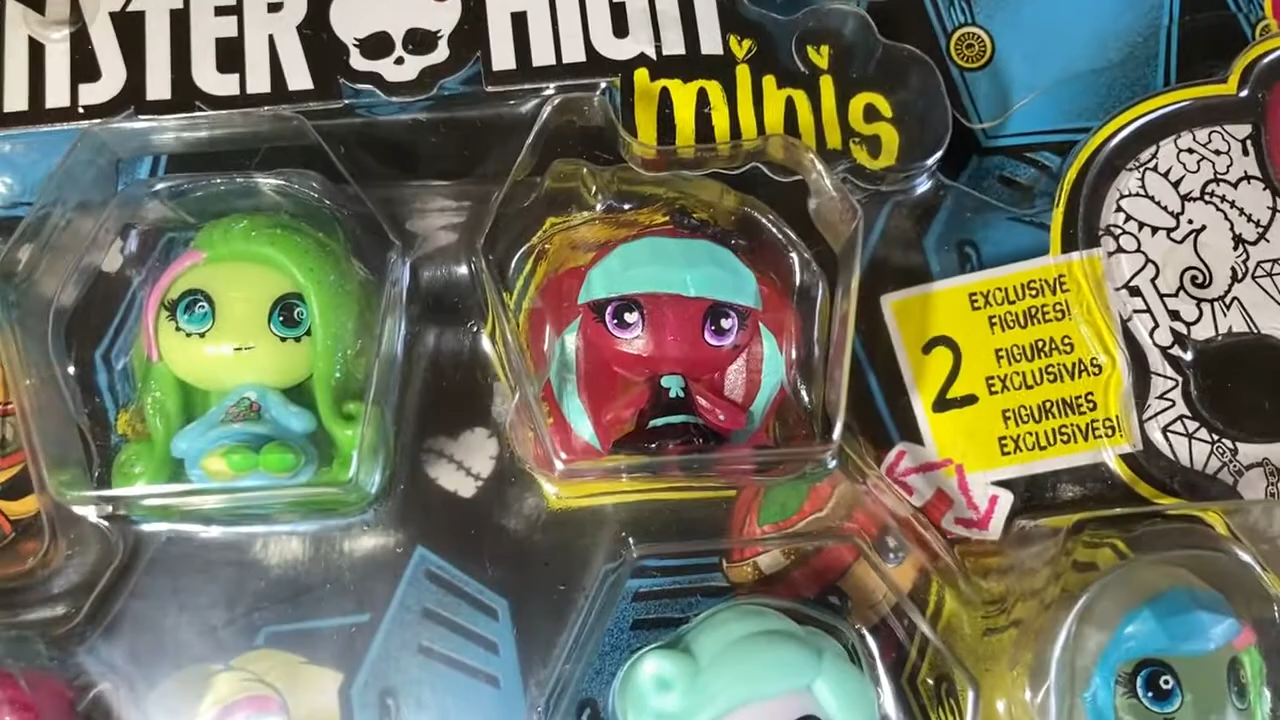 NSTER HIGH
minis
EXCLUSIVE
FIGURES!
2
FIGURAS
EXCLUSIVAS
FIGURINES
EXCLUSIVES!